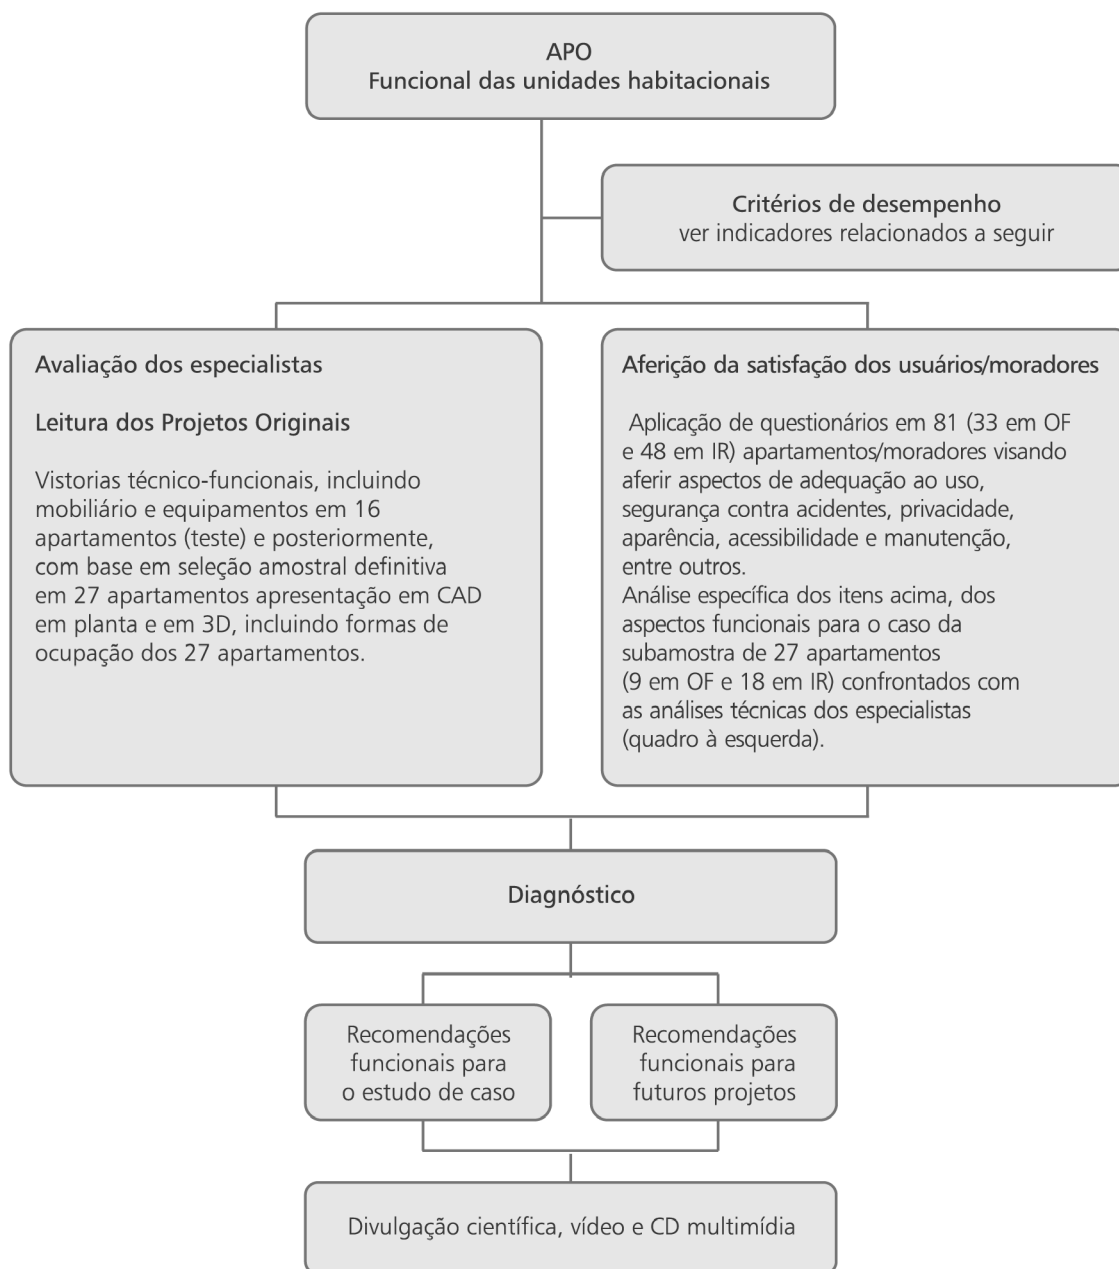 APO
Funcional das unidades habitacionais
Critérios de desempenho
ver indicadores relacionados a seguir
Avaliação dos especialistas
Leitura dos Projetos Originais
Vistorias técnico-funcionais, incluindo
mobiliário e equipamentos em 16
apartamentos (teste) e posteriormente,
com base em seleção amostral definitiva
em 27 apartamentos apresentação em CAD
em planta e em 3D, incluindo formas de
ocupação dos 27 apartamentos.
Aferição da satisfação dos usuários/moradores
Aplicação de questionários em 81 (33 em OF
e 48 em IR) apartamentos/moradores visando
aferir aspectos de adequação ao uso,
segurança contra acidentes, privacidade,
aparência, acessibilidade e manutenção,
entre outros.
Análise específica dos itens acima, dos
aspectos funcionais para o caso da
subamostra de 27 apartamentos
(9 em OF e 18 em IR) confrontados com
as análises técnicas dos especialistas
(quadro à esquerda).
Diagnóstico
Recomendações
funcionais para
o estudo de caso
Recomendações
funcionais para
futuros projetos
Divulgação científica, vídeo e CD multimídia